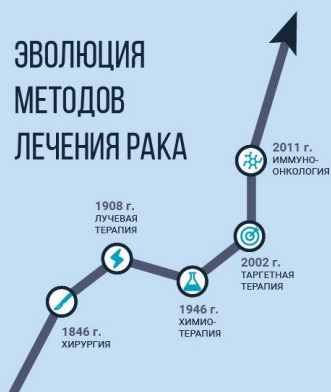 ЭВОЛЮЦИЯ
МЕТОДОВ
ЛЕЧЕНИЯ РАКА
2011 г.
ИММУНО-
ОНКОЛОГИЯ
1908 г.
ЛУЧЕВАЯ
ТЕРАПИЯ
2002 г.
ТАРГЕТНАЯ
ТЕРАПИЯ
1946 г.
ХИМИО-
ТЕРАПИЯ
1846 г.
ХИРУРГИЯ